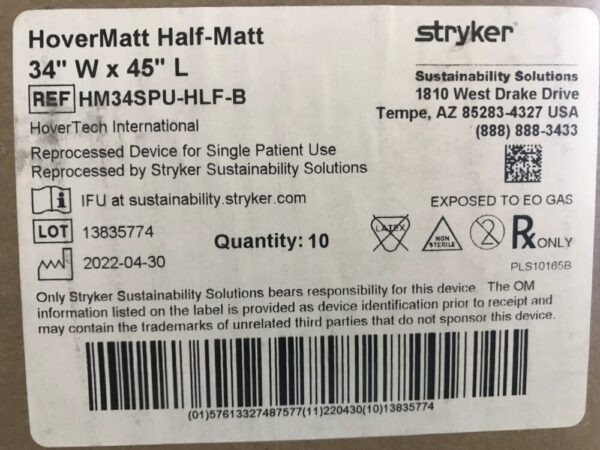 HoverMatt Half-Matt
34" W x 45" L
REF HM34SPU-HLF-B
HoverTech International
Reprocessed Device for Single Patient Use
Reprocessed by Stryker Sustainability Solutions
i IFU at sustainability.stryker.com
LOT 13835774
2022-04-30
Quantity: 10
stryker
Sustainability Solutions
1810 West Drake Drive
Tempe, AZ 85283-4327 USA
(888) 888-3433
EXPOSED TO EO GAS
LATEX
NON STERILE
2
Rx ONLY
PLS10165B
Only Stryker Sustainability Solutions bears responsibility for this device. The OM
information listed on the label is provided as device identification prior to receipt and
may contain the trademarks of unrelated third parties that do not sponsor this device.
(01)57613327487577(11)220430(10)13835774